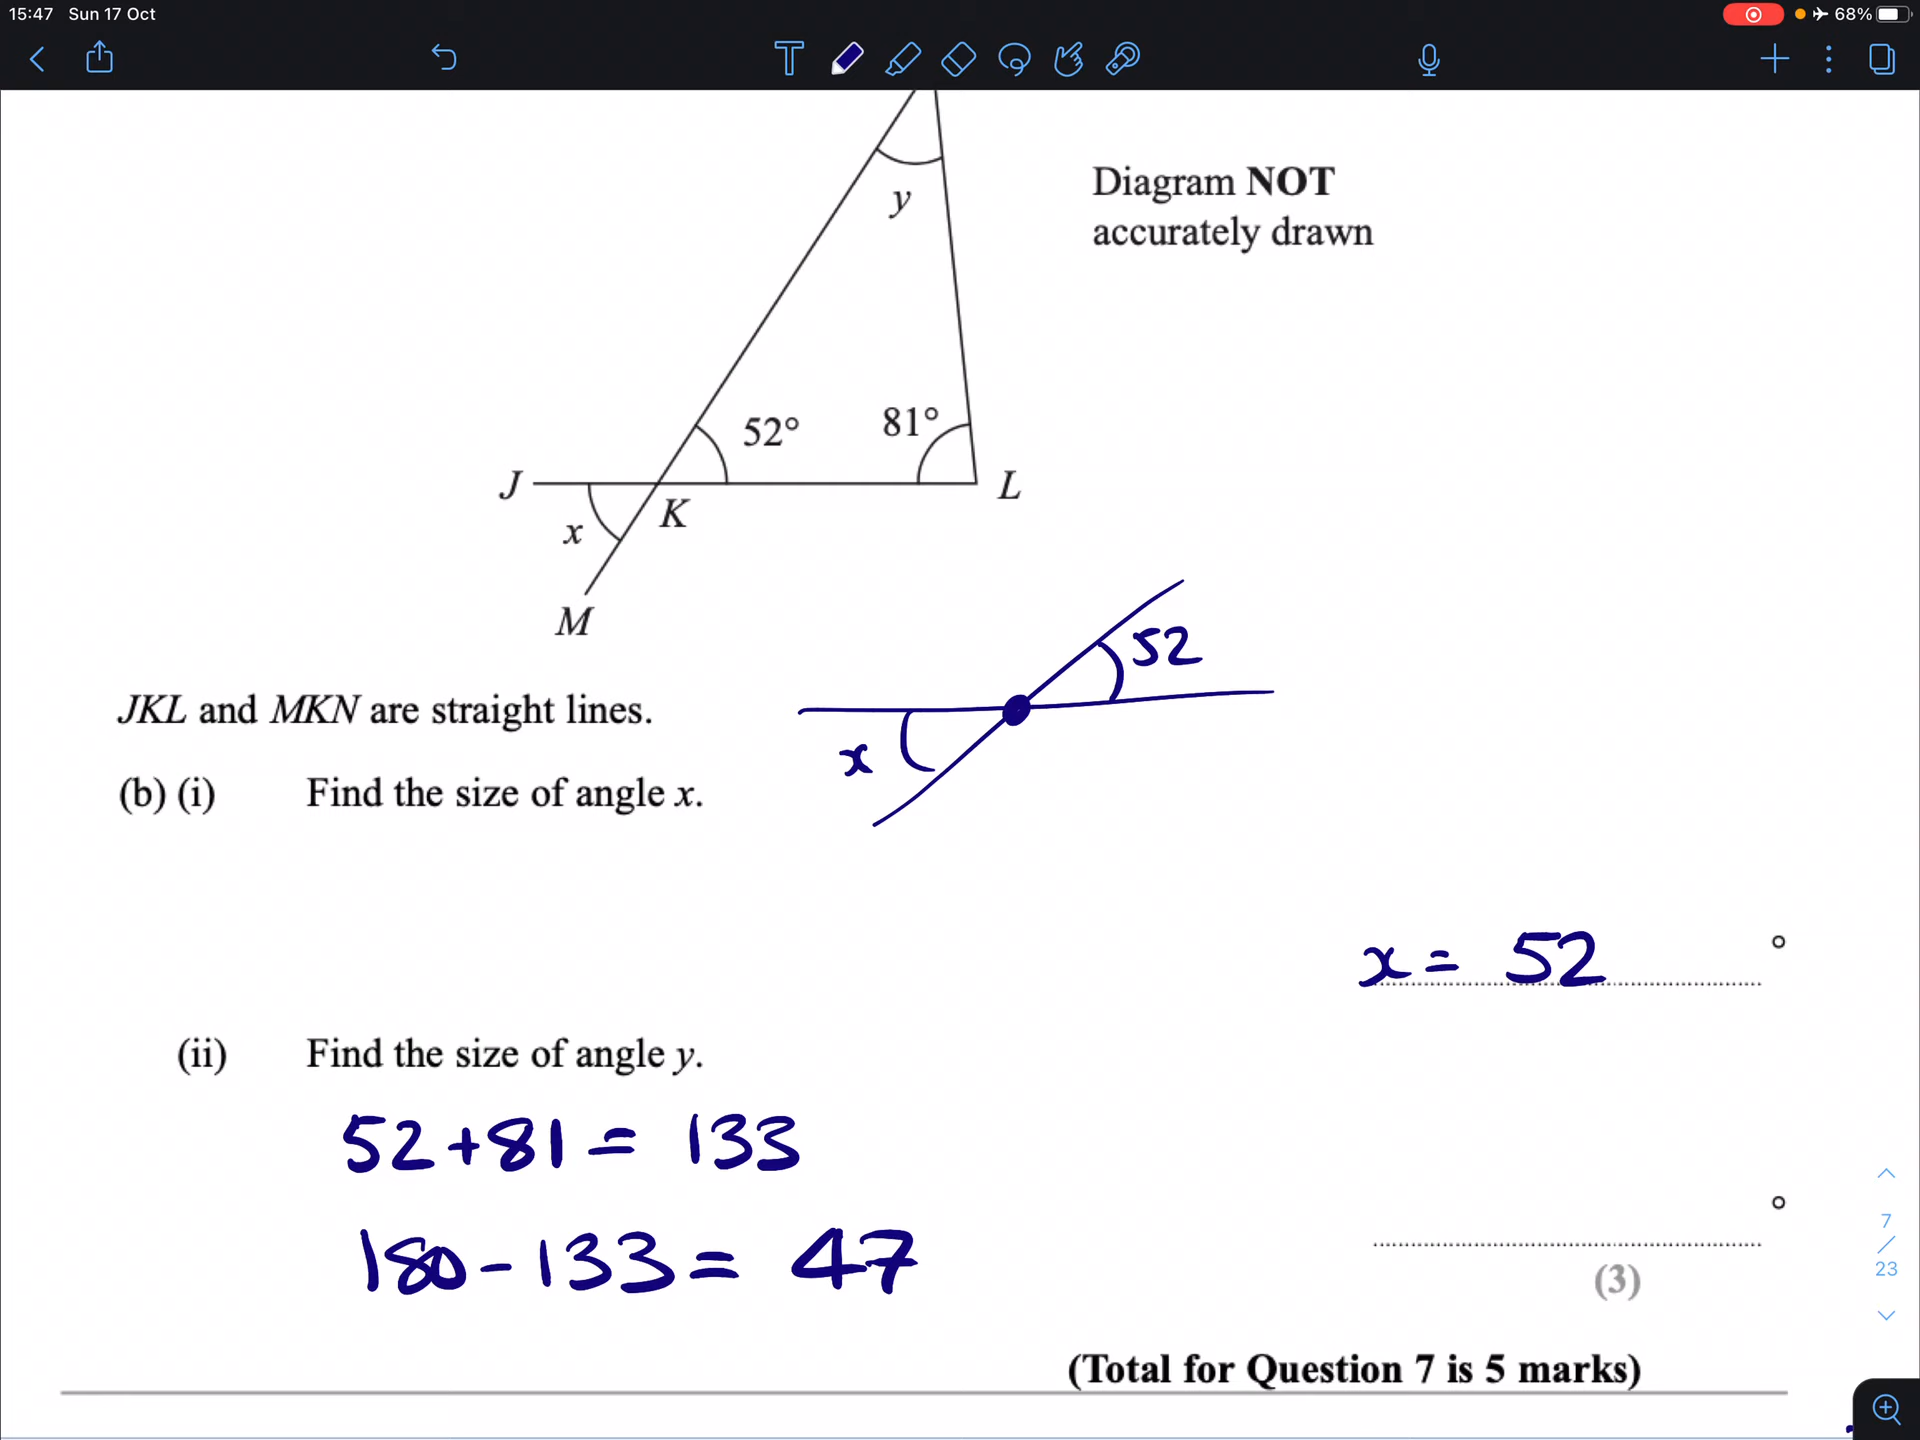 15:47 Sun 17 Oct
68%
T
y
Diagram NOT
accurately drawn
52° 81°
J K L
x
M
52
x
JKL and MKN are straight lines.
(b) (i) Find the size of angle x.
x = 52 °
(ii) Find the size of angle y.
52+81 = 133
180 - 133 = 47
°
(3)
7
/
23
(Total for Question 7 is 5 marks)